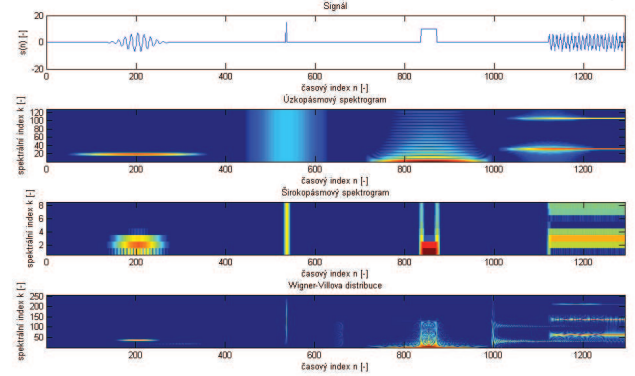 Signál
s(n) [-]
20
0
-20
0 200 400 600 800 1000 1200
časový index n [-]
Úzkopásmový spektrogram
spektrální index k [-]
120
100
80
60
40
20
0 200 400 600 800 1000 1200
časový index n [-]
Širokopásmový spektrogram
spektrální index k [-]
8
6
4
2
0 200 400 600 800 1000 1200
časový index n [-]
Wigner-Villova distribuce
spektrální index k [-]
250
200
150
100
50
0 200 400 600 800 1000 1200
časový index n [-]